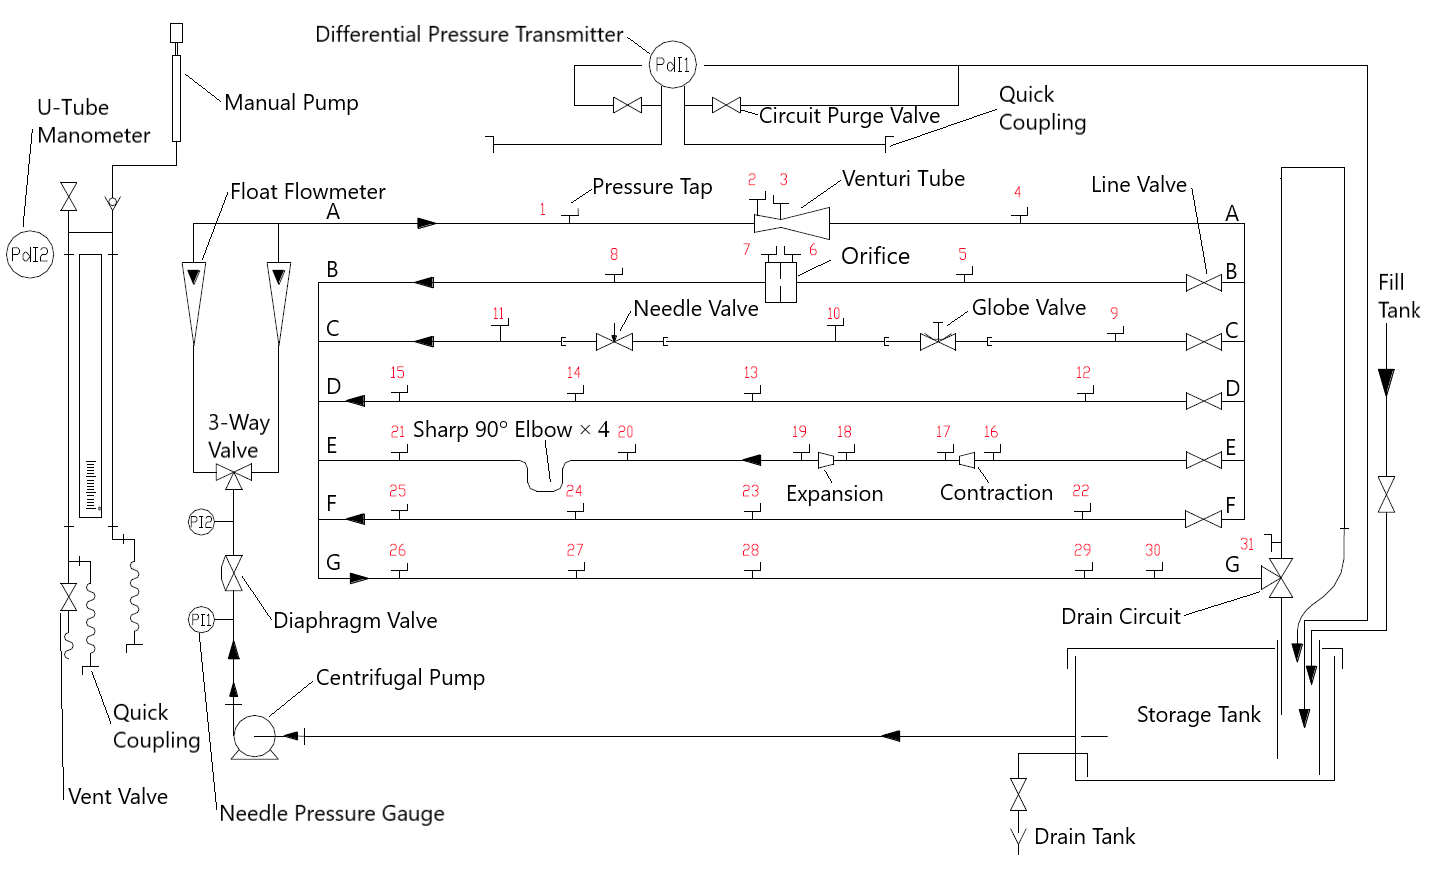 Differential Pressure Transmitter
PdI1
Manual Pump
U-Tube
Manometer
Quick
Coupling
Circuit Purge Valve
Float Flowmeter
Pressure Tap
2
3
Venturi Tube
4
Line Valve
A
1
A
PdI2
7
6
Orifice
8
5
B
B
Fill
Tank
Needle Valve
Globe Valve
11
10
9
C
C
15
14
13
12
D
D
3-Way
Valve
Sharp 90° Elbow × 4
21
20
19
18
17
16
E
E
Expansion
Contraction
25
24
23
22
F
F
PI2
26
27
28
29
30
31
G
G
PI1
Diaphragm Valve
Drain Circuit
Centrifugal Pump
Quick
Coupling
Storage Tank
Vent Valve
Needle Pressure Gauge
Drain Tank